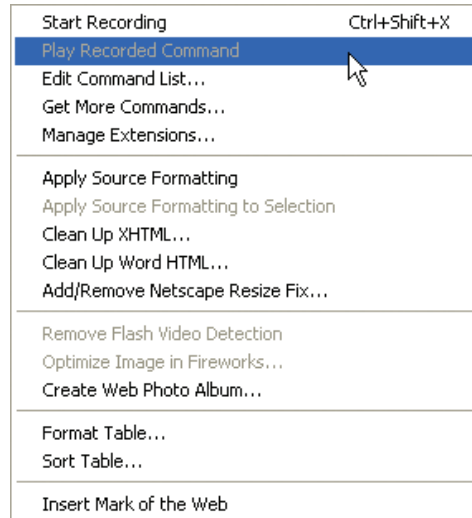 Start Recording Ctrl+Shift+X
Play Recorded Command
Edit Command List...
Get More Commands...
Manage Extensions...
Apply Source Formatting
Apply Source Formatting to Selection
Clean Up XHTML...
Clean Up Word HTML...
Add/Remove Netscape Resize Fix...
Remove Flash Video Detection
Optimize Image in Fireworks...
Create Web Photo Album...
Format Table...
Sort Table...
Insert Mark of the Web